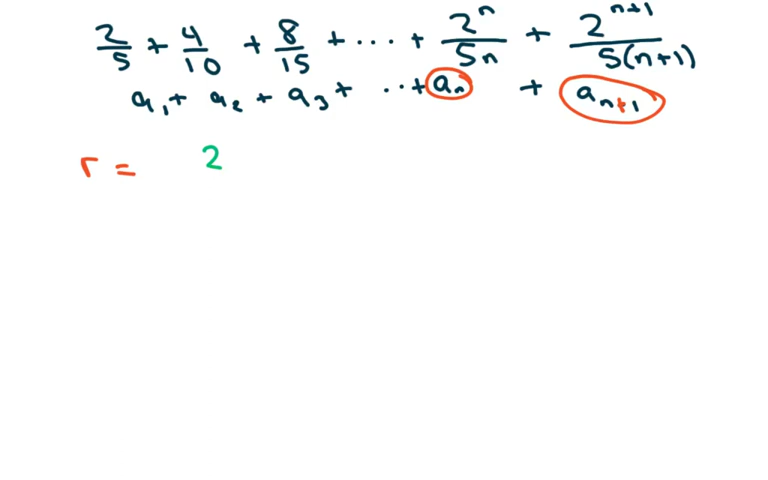 2/5 + 4/10 + 8/15 + ... + 2^n/5n + 2^(n+1)/5(n+1)
a₁ + a₂ + a₃ + ... + aₙ + aₙ₊₁
r = 2